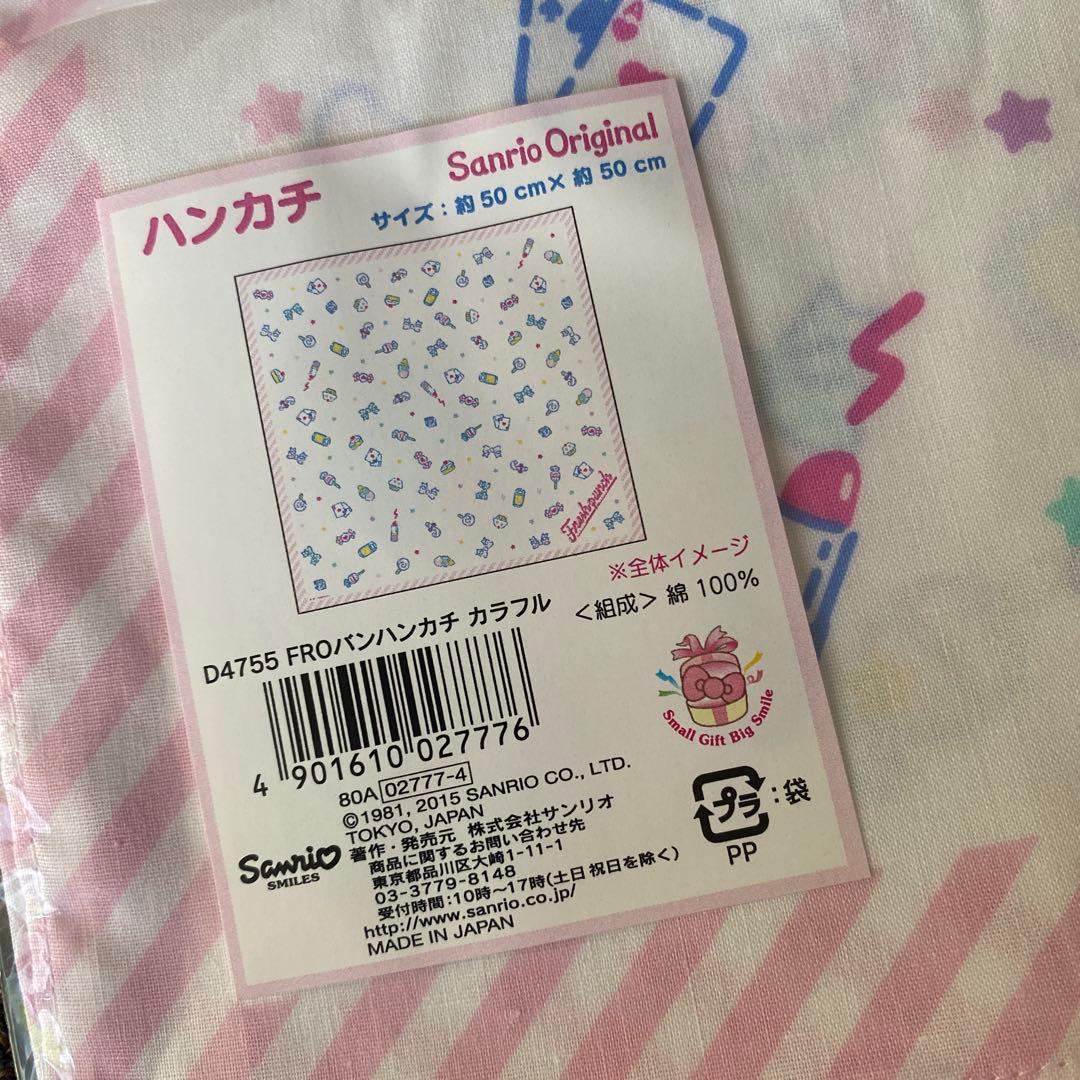 Sanrio Original
ハンカチ
サイズ：約50 cm× 約50 cm
Freshpunch
※全体イメージ
<組成> 綿 100%
D4755 FROバンハンカチ カラフル
4 901610 027776
80A 02777-4
©1981, 2015 SANRIO CO., LTD.
TOKYO, JAPAN
著作・発売元 株式会社サンリオ
商品に関するお問い合わせ先
東京都品川区大崎1-11-1
03-3779-8148
受付時間:10時〜17時(土日祝日を除く)
http://www.sanrio.co.jp/
MADE IN JAPAN
Sanrio
SMILES
Small Gift Big Smile
プラ:袋
PP